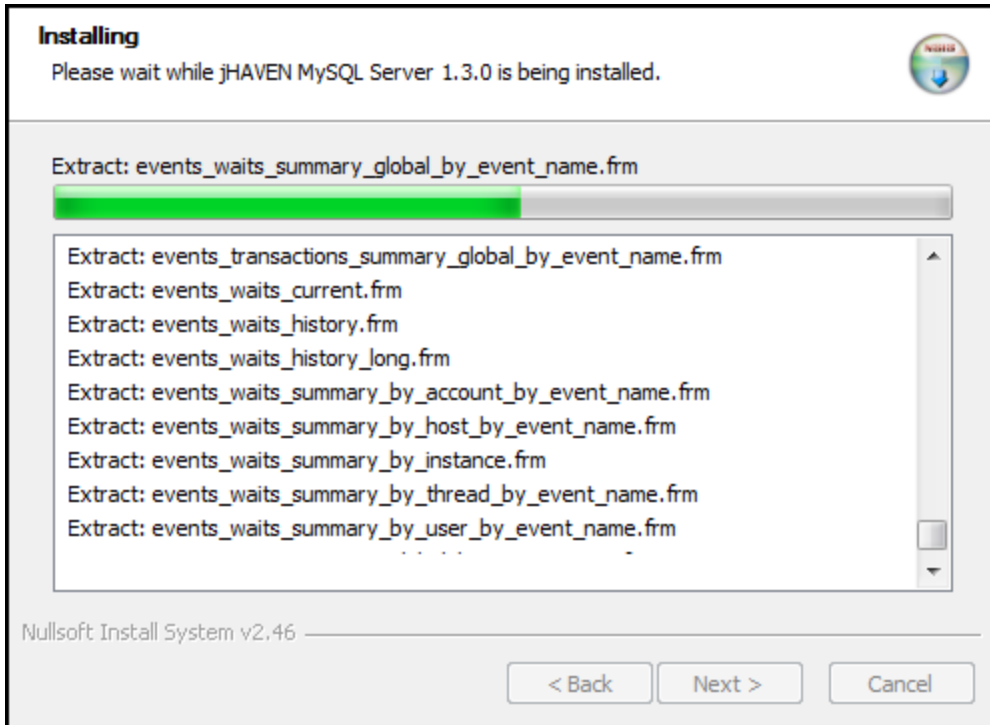 Installing
Please wait while jHAVEN MySQL Server 1.3.0 is being installed.
NSIS
Extract: events_waits_summary_global_by_event_name.frm
Extract: events_transactions_summary_global_by_event_name.frm
Extract: events_waits_current.frm
Extract: events_waits_history.frm
Extract: events_waits_history_long.frm
Extract: events_waits_summary_by_account_by_event_name.frm
Extract: events_waits_summary_by_host_by_event_name.frm
Extract: events_waits_summary_by_instance.frm
Extract: events_waits_summary_by_thread_by_event_name.frm
Extract: events_waits_summary_by_user_by_event_name.frm
Nullsoft Install System v2.46
< Back
Next >
Cancel